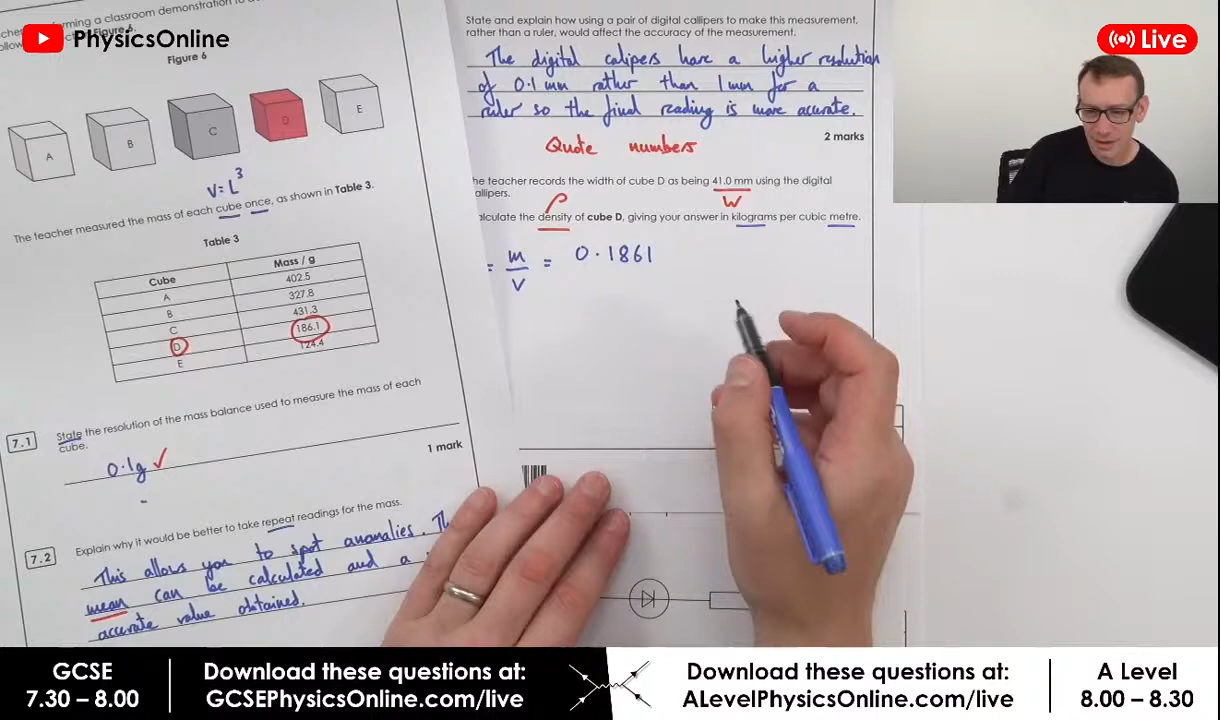 PhysicsOnline
Live
forming a classroom demonstration to
Figure 6.
Figure 6
A
B
C
D
E
V = L³
The teacher measured the mass of each cube once, as shown in Table 3.
Table 3
Cube Mass / g
A 402.5
B 327.8
C 431.3
D 186.1
E 124.4
7.1 State the resolution of the mass balance used to measure the mass of each
cube.
1 mark
0.1g ✓
7.2 Explain why it would be better to take repeat readings for the mass.
This allows you to spot anomalies.
mean can be calculated and a
accurate value obtained.
State and explain how using a pair of digital callipers to make this measurement,
rather than a ruler, would affect the accuracy of the measurement.
The digital calipers have a higher resolution
of 0.1 mm rather than 1mm for a
ruler so the final reading is more accurate.
2 marks
Quote numbers
he teacher records the width of cube D as being 41.0 mm using the digital
allipers.
ρ W
alculate the density of cube D, giving your answer in kilograms per cubic metre.
= m/V = 0.1861
GCSE
7.30 – 8.00
Download these questions at:
GCSEPhysicsOnline.com/live
Download these questions at:
ALevelPhysicsOnline.com/live
A Level
8.00 – 8.30